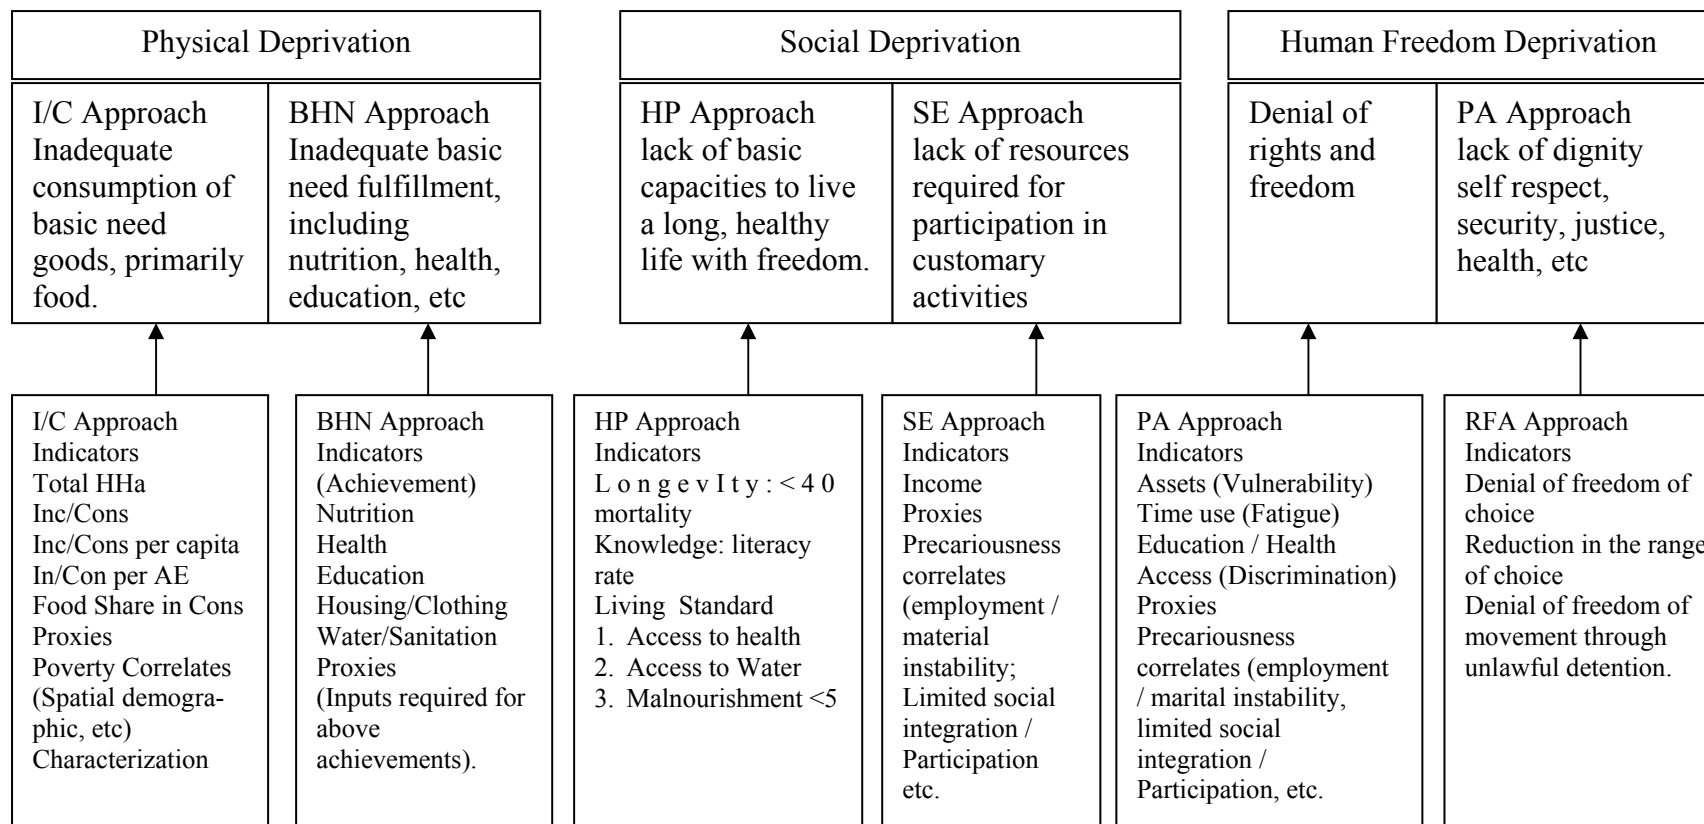 Physical Deprivation
I/C Approach
Inadequate
consumption of
basic need
goods, primarily
food.
BHN Approach
Inadequate basic
need fulfillment,
including
nutrition, health,
education, etc
Social Deprivation
HP Approach
lack of basic
capacities to live
a long, healthy
life with freedom.
SE Approach
lack of resources
required for
participation in
customary
activities
Human Freedom Deprivation
Denial of
rights and
freedom
PA Approach
lack of dignity
self respect,
security, justice,
health, etc
I/C Approach
Indicators
Total HHa
Inc/Cons
Inc/Cons per capita
In/Con per AE
Food Share in Cons
Proxies
Poverty Correlates
(Spatial demogra-
phic, etc)
Characterization
BHN Approach
Indicators
(Achievement)
Nutrition
Health
Education
Housing/Clothing
Water/Sanitation
Proxies
(Inputs required for
above
achievements).
HP Approach
Indicators
L o n g e v I t y : < 4 0
mortality
Knowledge: literacy
rate
Living Standard
1. Access to health
2. Access to Water
3. Malnourishment <5
SE Approach
Indicators
Income
Proxies
Precariousness
correlates
(employment /
material
instability;
Limited social
integration /
Participation
etc.
PA Approach
Indicators
Assets (Vulnerability)
Time use (Fatigue)
Education / Health
Access (Discrimination)
Proxies
Precariousness
correlates (employment
/ marital instability,
limited social
integration /
Participation, etc.
RFA Approach
Indicators
Denial of freedom of
choice
Reduction in the range
of choice
Denial of freedom of
movement through
unlawful detention.